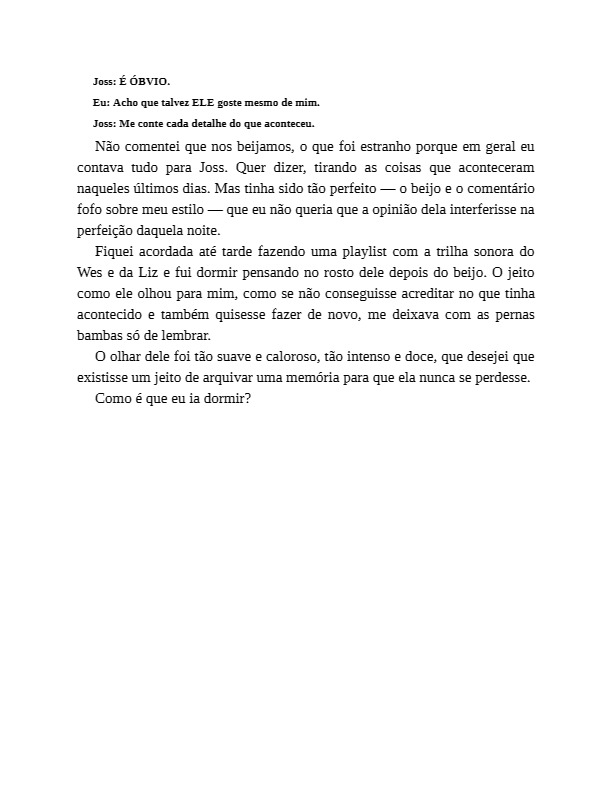 Joss: É ÓBVIO.
Eu: Acho que talvez ELE goste mesmo de mim.
Joss: Me conte cada detalhe do que aconteceu.
Não comentei que nos beijamos, o que foi estranho porque em geral eu
contava tudo para Joss. Quer dizer, tirando as coisas que aconteceram
naqueles últimos dias. Mas tinha sido tão perfeito — o beijo e o comentário
fofo sobre meu estilo — que eu não queria que a opinião dela interferisse na
perfeição daquela noite.
Fiquei acordada até tarde fazendo uma playlist com a trilha sonora do
Wes e da Liz e fui dormir pensando no rosto dele depois do beijo. O jeito
como ele olhou para mim, como se não conseguisse acreditar no que tinha
acontecido e também quisesse fazer de novo, me deixava com as pernas
bambas só de lembrar.
O olhar dele foi tão suave e caloroso, tão intenso e doce, que desejei que
existisse um jeito de arquivar uma memória para que ela nunca se perdesse.
Como é que eu ia dormir?